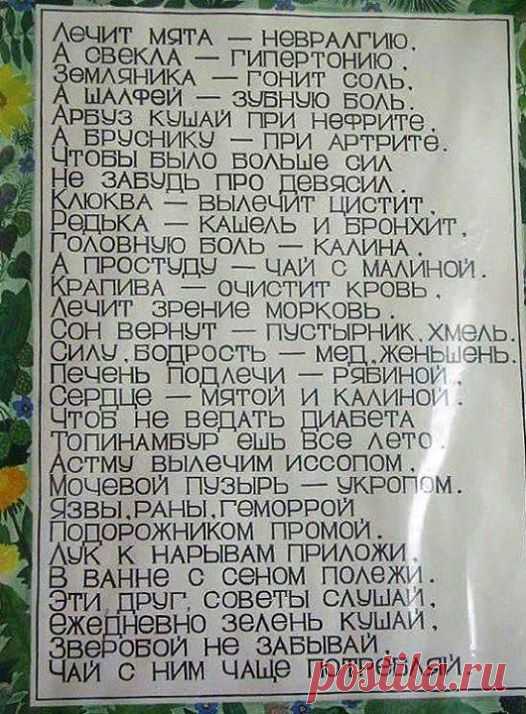 Лечит мята — невралгию,
А свекла — гипертонию.
Земляника — гонит соль,
А шалфей — зубную боль.
Арбуз кушай при нефрите,
А бруснику — при артрите.
Чтобы было больше сил
Не забудь про девясил.
Клюква — вылечит цистит,
Редька — кашель и бронхит,
Головную боль — калина,
А простуду — чай с малиной.
Крапива — очистит кровь,
Лечит зрение морковь.
Сон вернут — пустырник, хмель.
Силу, бодрость — мед, женьшень.
Печень подлечи — рябиной,
Сердце — мятой и калиной.
Чтоб не ведать диабета
Топинамбур ешь все лето.
Астму вылечим иссопом,
Мочевой пузырь — укропом.
Язвы, раны, геморрой
Подорожником промой.
Лук к нарывам приложи,
В ванне с сеном полежи.
Эти друг, советы слушай,
Ежедневно зелень кушай,
Зверобой не забывай,
Чай с ним чаще потребляй.
postila.ru